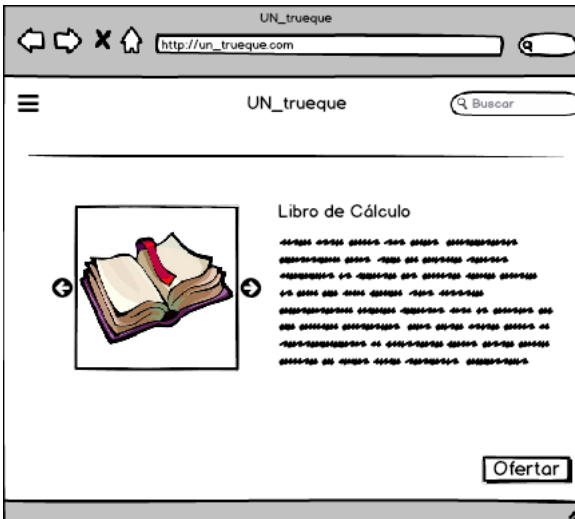 UN_trueque
http://un_trueque.com
UN_trueque
Buscar
Libro de Cálculo
Ofertar